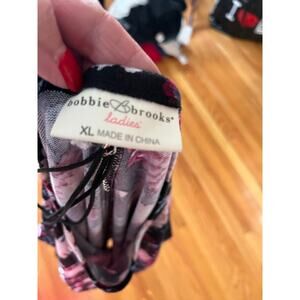 bobbie brooks®
ladies'
XL MADE IN CHINA
I